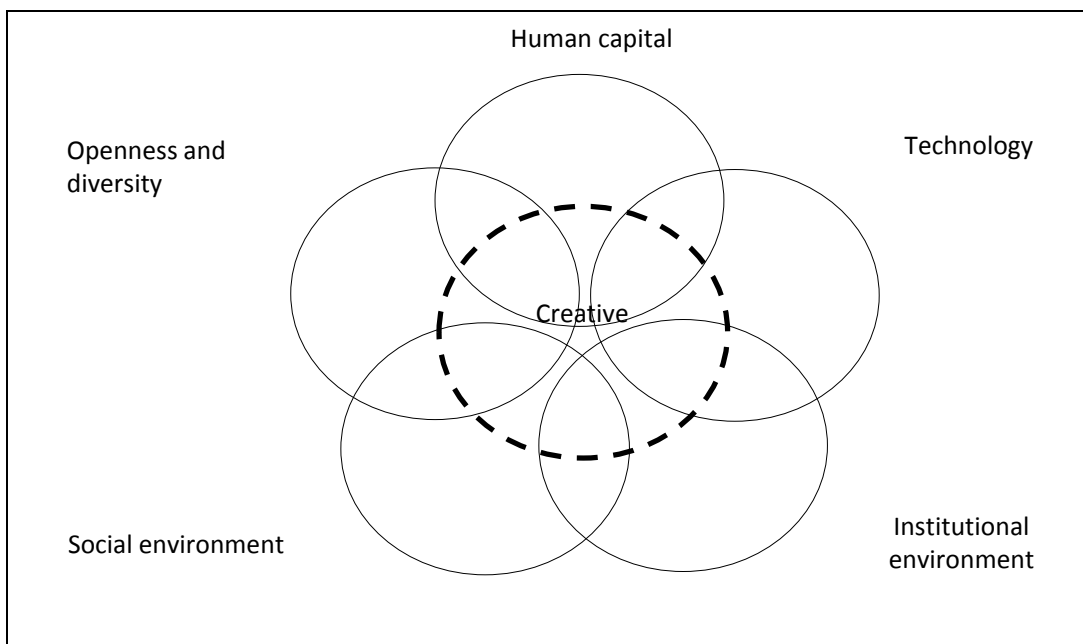 Human capital
Openness and
diversity
Technology
Creative
Social environment
Institutional
environment